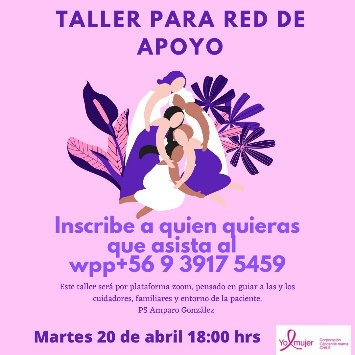 TALLER PARA RED DE
APOYO
Inscribe a quien quieras
que asista al
wpp+56 9 3917 5459
Este taller será por plataforma zoom, pensado en guiar a las y los
cuidadores, familiares y entorno de la paciente.
PS Amparo González
Martes 20 de abril 18:00 hrs
Yo mujer
Corporación